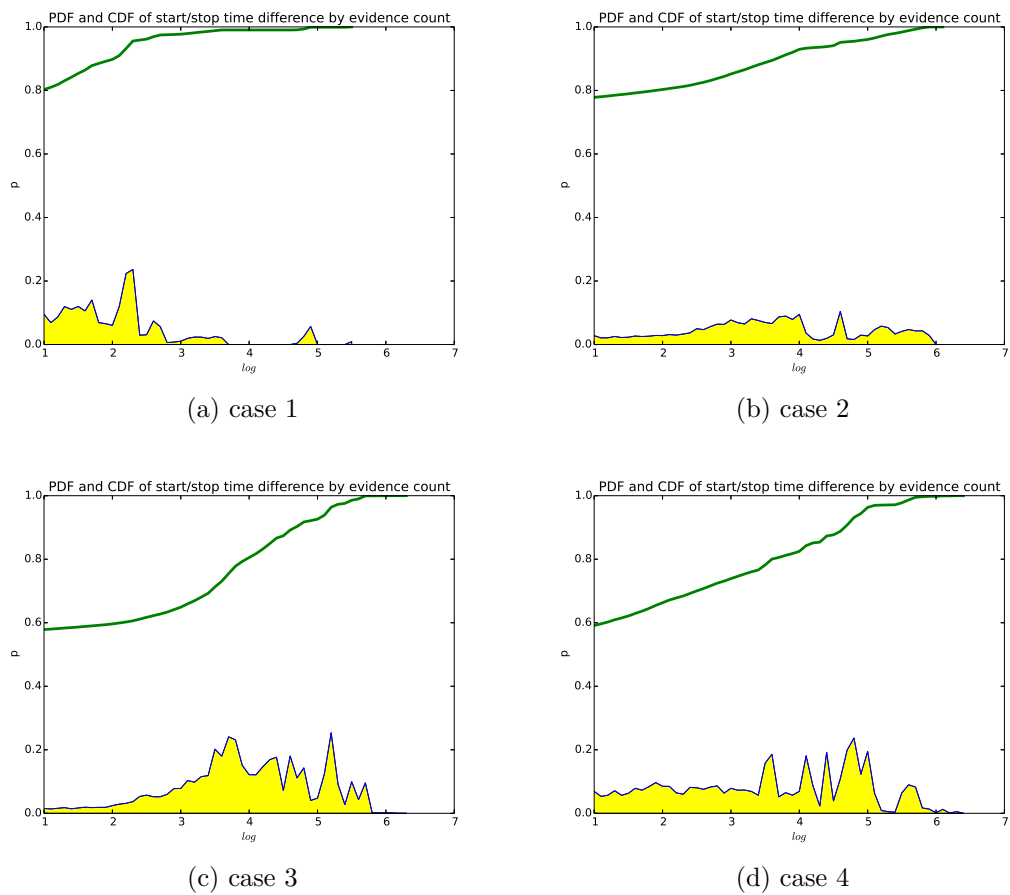 PDF and CDF of start/stop time difference by evidence count
1.0
0.8
0.6
0.4
0.2
0.0
p
1 2 3 4 5 6 7
log
(a) case 1
PDF and CDF of start/stop time difference by evidence count
1.0
0.8
0.6
0.4
0.2
0.0
p
1 2 3 4 5 6 7
log
(b) case 2
PDF and CDF of start/stop time difference by evidence count
1.0
0.8
0.6
0.4
0.2
0.0
p
1 2 3 4 5 6 7
log
(c) case 3
PDF and CDF of start/stop time difference by evidence count
1.0
0.8
0.6
0.4
0.2
0.0
p
1 2 3 4 5 6 7
log
(d) case 4